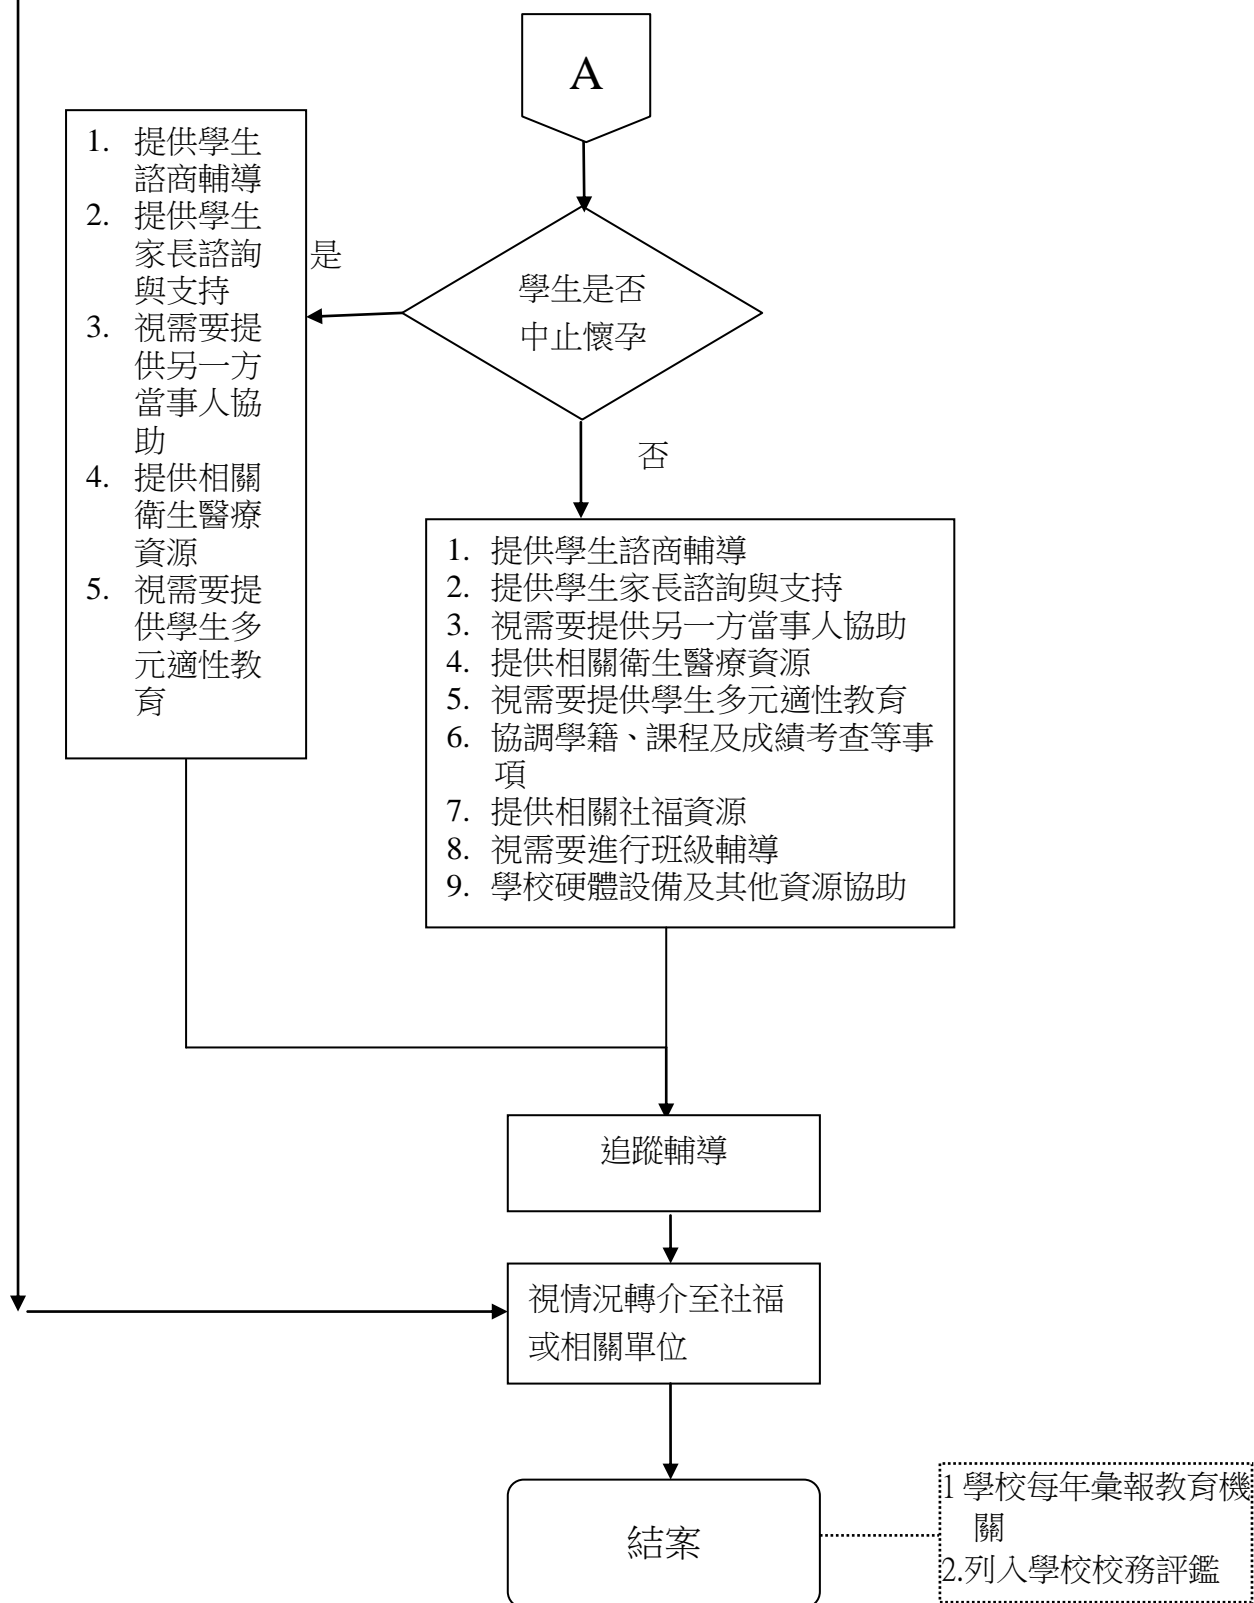 A
1. 提供學生
諮商輔導
2. 提供學生
家長諮詢
與支持
3. 視需要提
供另一方
當事人協
助
4. 提供相關
衛生醫療
資源
5. 視需要提
供學生多
元適性教
育
是
學生是否
中止懷孕
否
1. 提供學生諮商輔導
2. 提供學生家長諮詢與支持
3. 視需要提供另一方當事人協助
4. 提供相關衛生醫療資源
5. 視需要提供學生多元適性教育
6. 協調學籍、課程及成績考查等事
項
7. 提供相關社福資源
8. 視需要進行班級輔導
9. 學校硬體設備及其他資源協助
追蹤輔導
視情況轉介至社福
或相關單位
結案
1 學校每年彙報教育機
關
2.列入學校校務評鑑